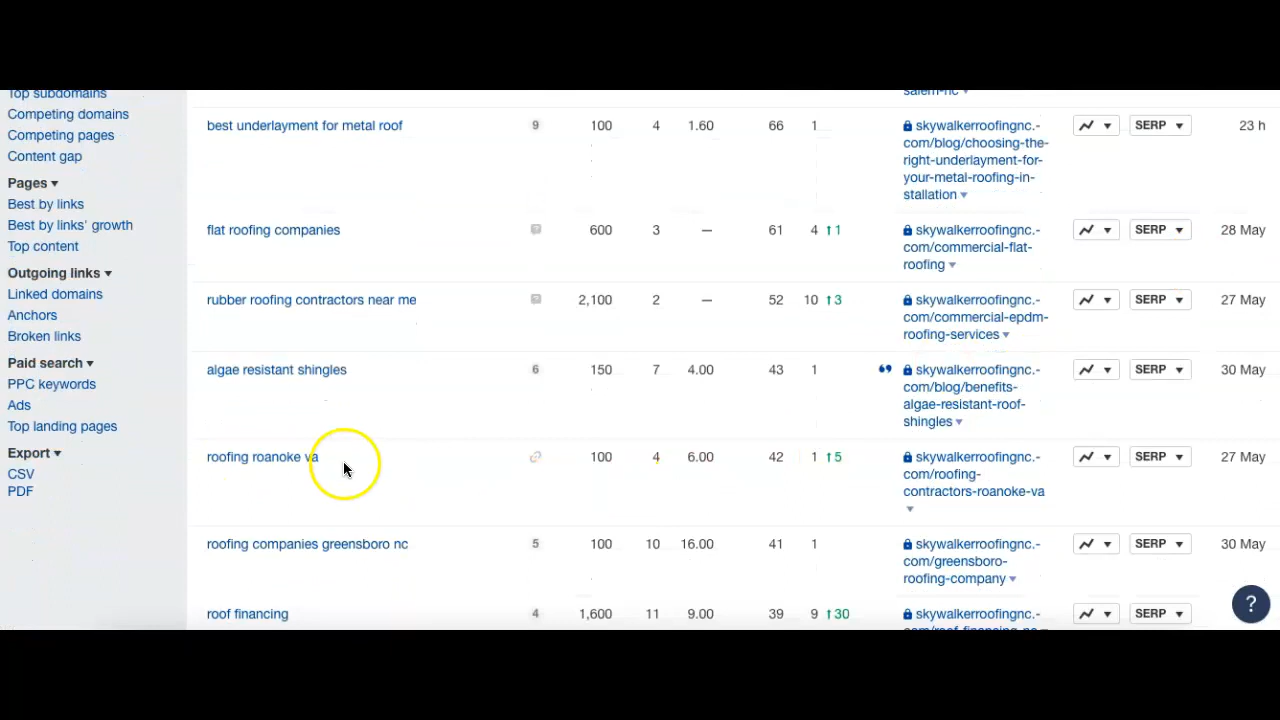 Top subdomains
Competing domains
Competing pages
Content gap
Pages
Best by links
Best by links' growth
Top content
Outgoing links
Linked domains
Anchors
Broken links
Paid search
PPC keywords
Ads
Top landing pages
Export
CSV
PDF
salem-nc
best underlayment for metal roof 9 100 4 1.60 66 1 skywalkerroofingnc.- SERP 23 h
com/blog/choosing-the-
right-underlayment-for-
your-metal-roofing-in-
stallation
flat roofing companies 600 3 — 61 4 ↑1 skywalkerroofingnc.- SERP 28 May
com/commercial-flat-
roofing
rubber roofing contractors near me 2,100 2 — 52 10 ↑3 skywalkerroofingnc.- SERP 27 May
com/commercial-epdm-
roofing-services
algae resistant shingles 6 150 7 4.00 43 1 skywalkerroofingnc.- SERP 30 May
com/blog/benefits-
algae-resistant-roof-
shingles
roofing roanoke va 100 4 6.00 42 1 ↑5 skywalkerroofingnc.- SERP 27 May
com/roofing-
contractors-roanoke-va
roofing companies greensboro nc 5 100 10 16.00 41 1 skywalkerroofingnc.- SERP 30 May
com/greensboro-
roofing-company
roof financing 4 1,600 11 9.00 39 9 ↑30 skywalkerroofingnc.- SERP 30 May
?